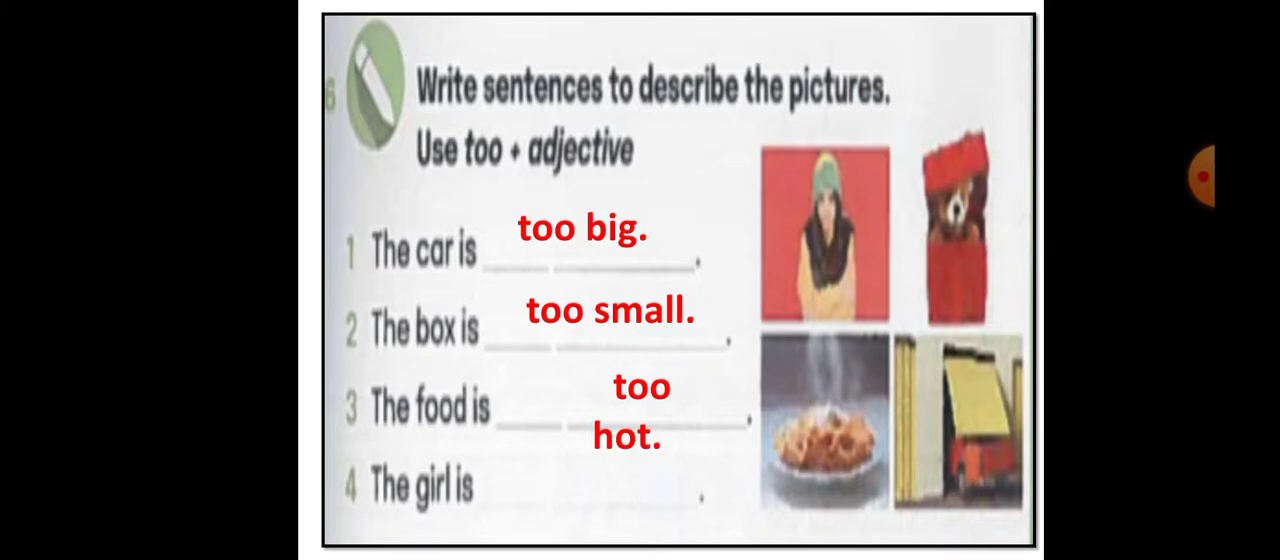 6
Write sentences to describe the pictures.
Use too + adjective
1 The car is too big. .
2 The box is too small. .
3 The food is too .
hot.
4 The girl is .